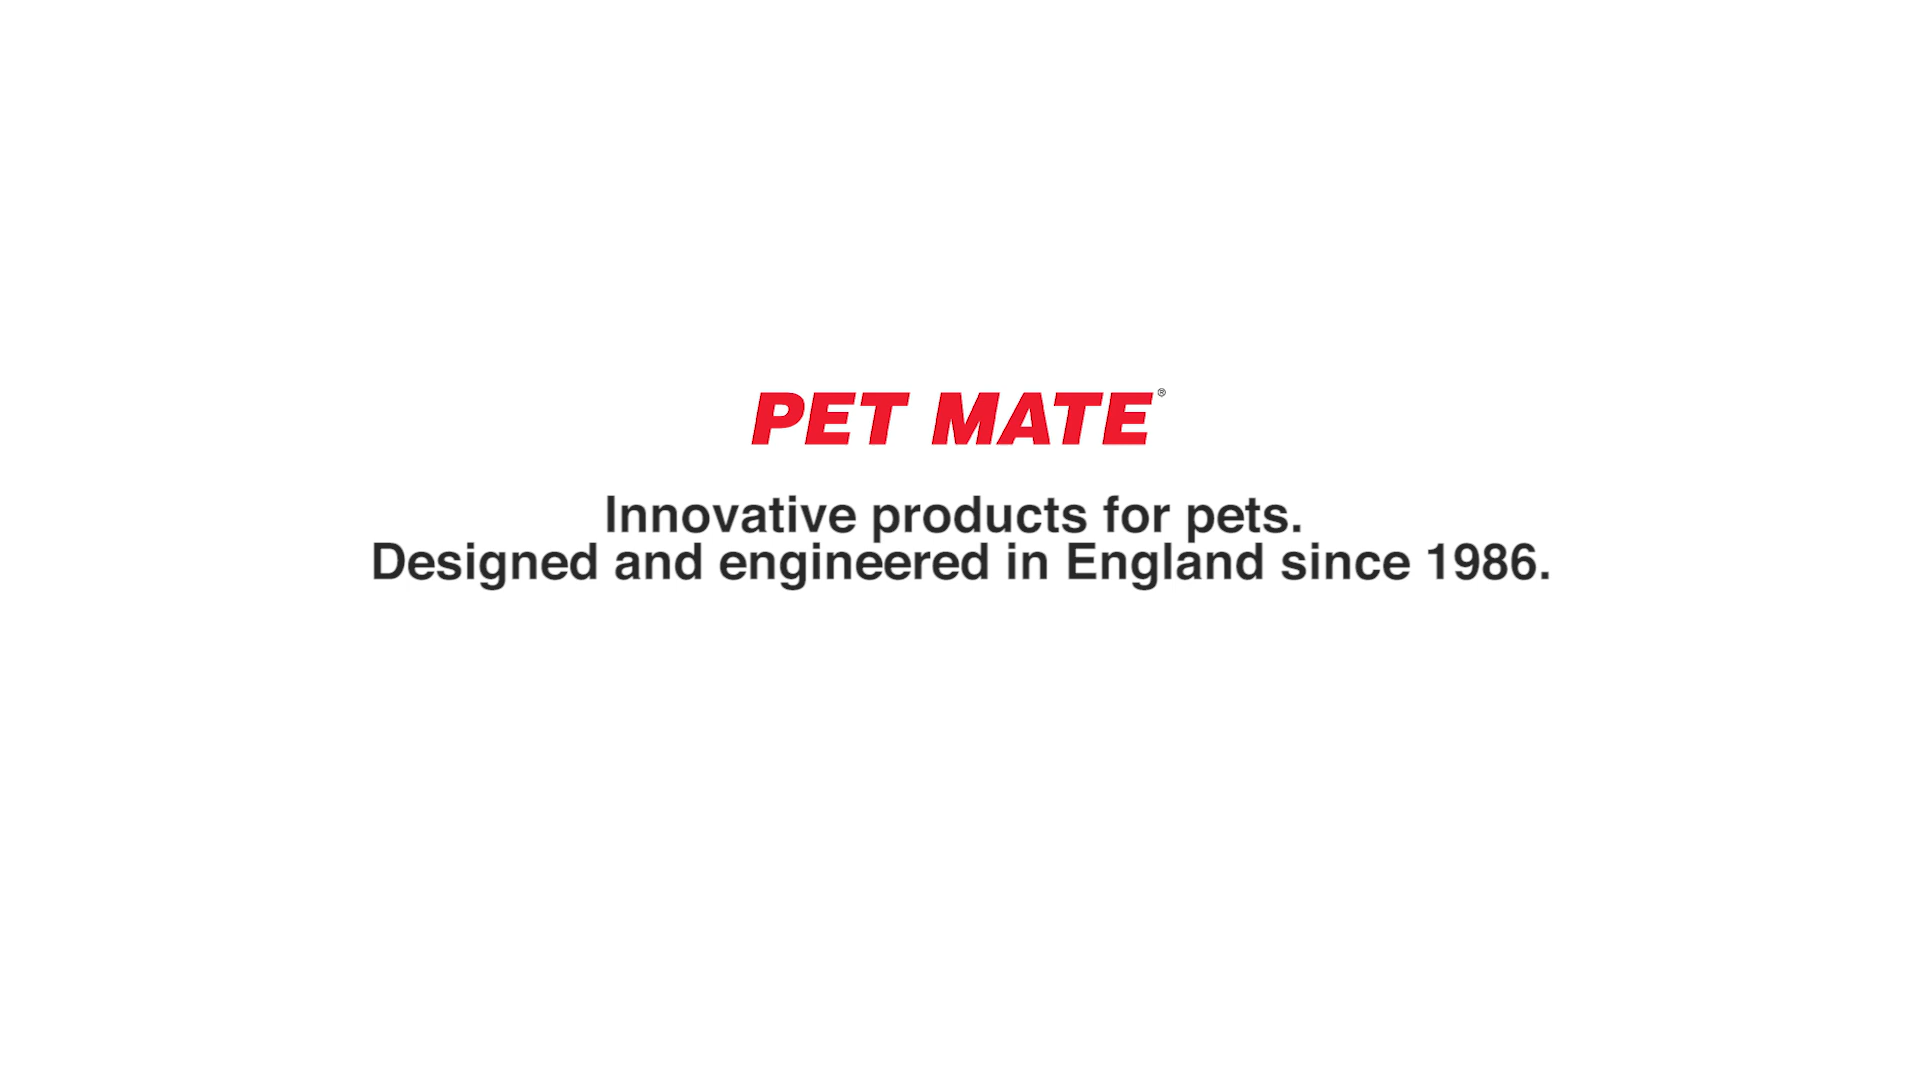 PET MATE®
Innovative products for pets.
Designed and engineered in England since 1986.